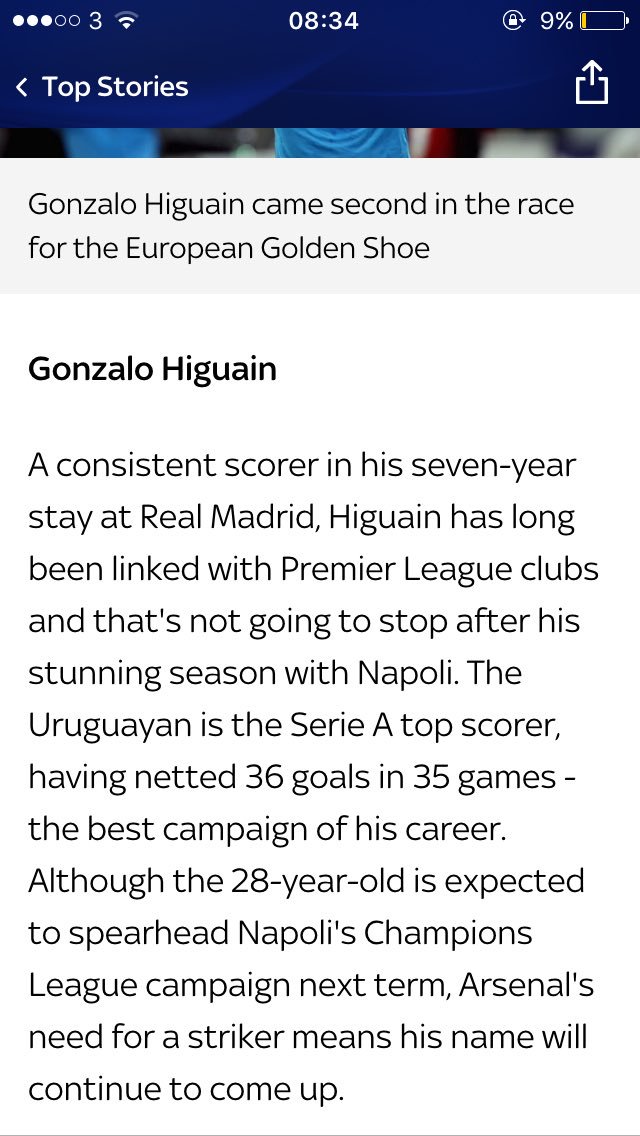 3 08:34 9%
Top Stories
Gonzalo Higuain came second in the race
for the European Golden Shoe
Gonzalo Higuain
A consistent scorer in his seven-year
stay at Real Madrid, Higuain has long
been linked with Premier League clubs
and that's not going to stop after his
stunning season with Napoli. The
Uruguayan is the Serie A top scorer,
having netted 36 goals in 35 games -
the best campaign of his career.
Although the 28-year-old is expected
to spearhead Napoli's Champions
League campaign next term, Arsenal's
need for a striker means his name will
continue to come up.